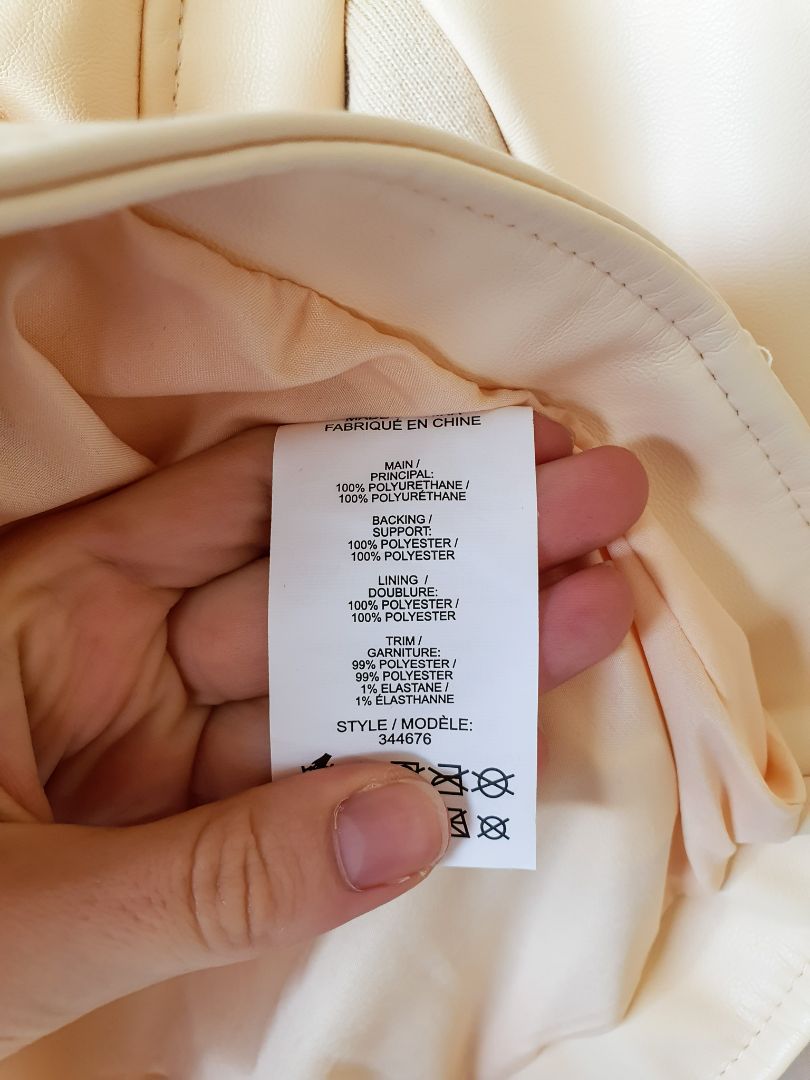 FABRIQUÉ EN CHINE
MAIN /
PRINCIPAL:
100% POLYURETHANE /
100% POLYURÉTHANE
BACKING /
SUPPORT:
100% POLYESTER /
100% POLYESTER
LINING /
DOUBLURE:
100% POLYESTER /
100% POLYESTER
TRIM /
GARNITURE:
99% POLYESTER /
99% POLYESTER
1% ELASTANE /
1% ÉLASTHANNE
STYLE / MODÈLE:
344676